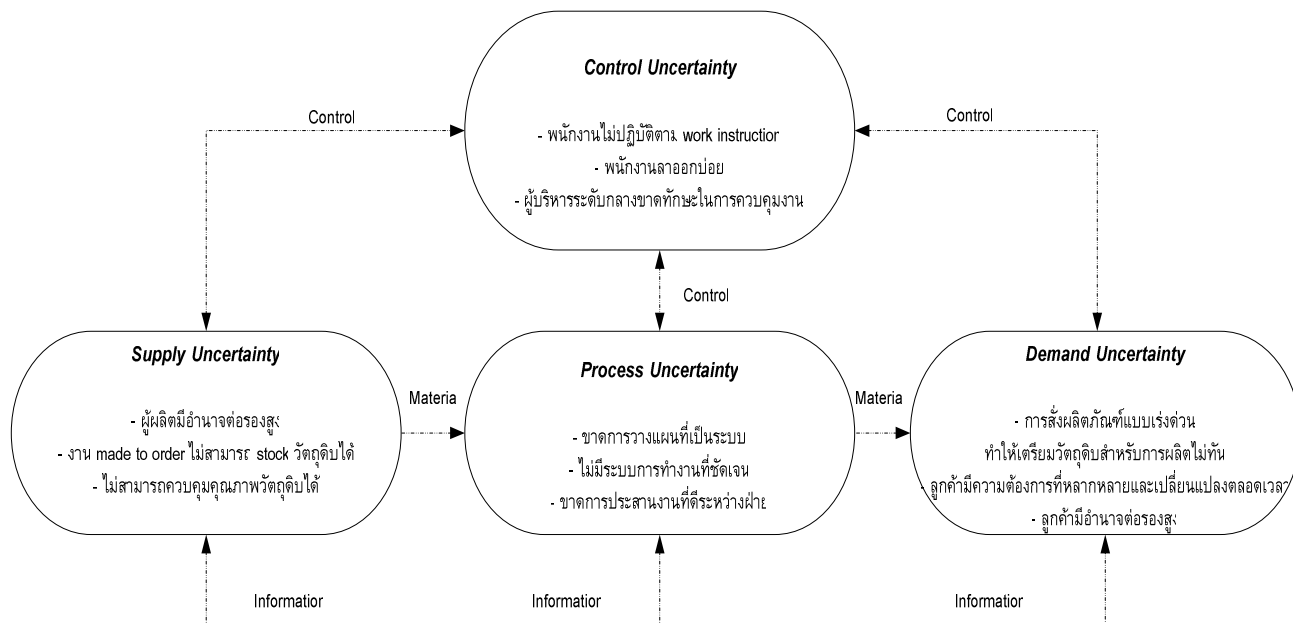 Control Uncertainty
Control
Control
- พนักงานไม่ปฏิบัติตาม work instruction
- พนักงานลาออกบ่อย
- ผู้บริหารระดับกลางขาดทักษะในการควบคุมงาน
Control
Supply Uncertainty
Process Uncertainty
Demand Uncertainty
Materia
Materia
- ผู้ผลิตมีอำนาจต่อรองสูง
- งาน made to order ไม่สามารถ stock วัตถุดิบได้
- ไม่สามารถควบคุมคุณภาพวัตถุดิบได้
- ขาดการวางแผนที่เป็นระบบ
- ไม่มีระบบการทำงานที่ชัดเจน
- ขาดการประสานงานที่ดีระหว่างฝ่าย
- การสั่งผลิตภัณฑ์แบบเร่งด่วน
ทำให้เตรียมวัตถุดิบสำหรับการผลิตไม่ทัน
- ลูกค้ามีความต้องการที่หลากหลายและเปลี่ยนแปลงตลอดเวลา
- ลูกค้ามีอำนาจต่อรองสูง
Information
Information
Information